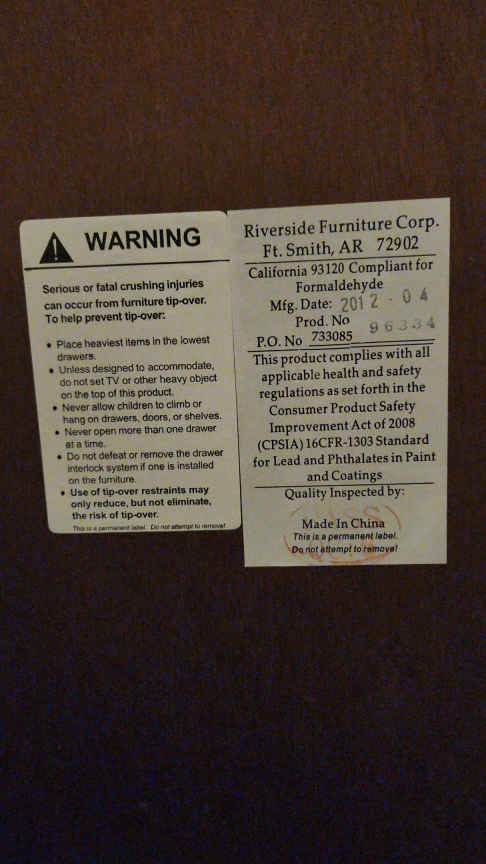 WARNING
Serious or fatal crushing injuries
can occur from furniture tip-over.
To help prevent tip-over:
• Place heaviest items in the lowest
drawers.
• Unless designed to accommodate,
do not set TV or other heavy object
on the top of this product.
• Never allow children to climb or
hang on drawers, doors, or shelves.
• Never open more than one drawer
at a time.
• Do not defeat or remove the drawer
interlock system if one is installed
on the furniture.
• Use of tip-over restraints may
only reduce, but not eliminate,
the risk of tip-over.
This is a permanent label. Do not attempt to remove!
Riverside Furniture Corp.
Ft. Smith, AR 72902
California 93120 Compliant for
Formaldehyde
Mfg. Date: 2012-04
Prod. No 96334
P.O. No 733085
This product complies with all
applicable health and safety
regulations as set forth in the
Consumer Product Safety
Improvement Act of 2008
(CPSIA) 16CFR-1303 Standard
for Lead and Phthalates in Paint
and Coatings
Quality Inspected by:
Made In China
This is a permanent label.
Do not attempt to remove!